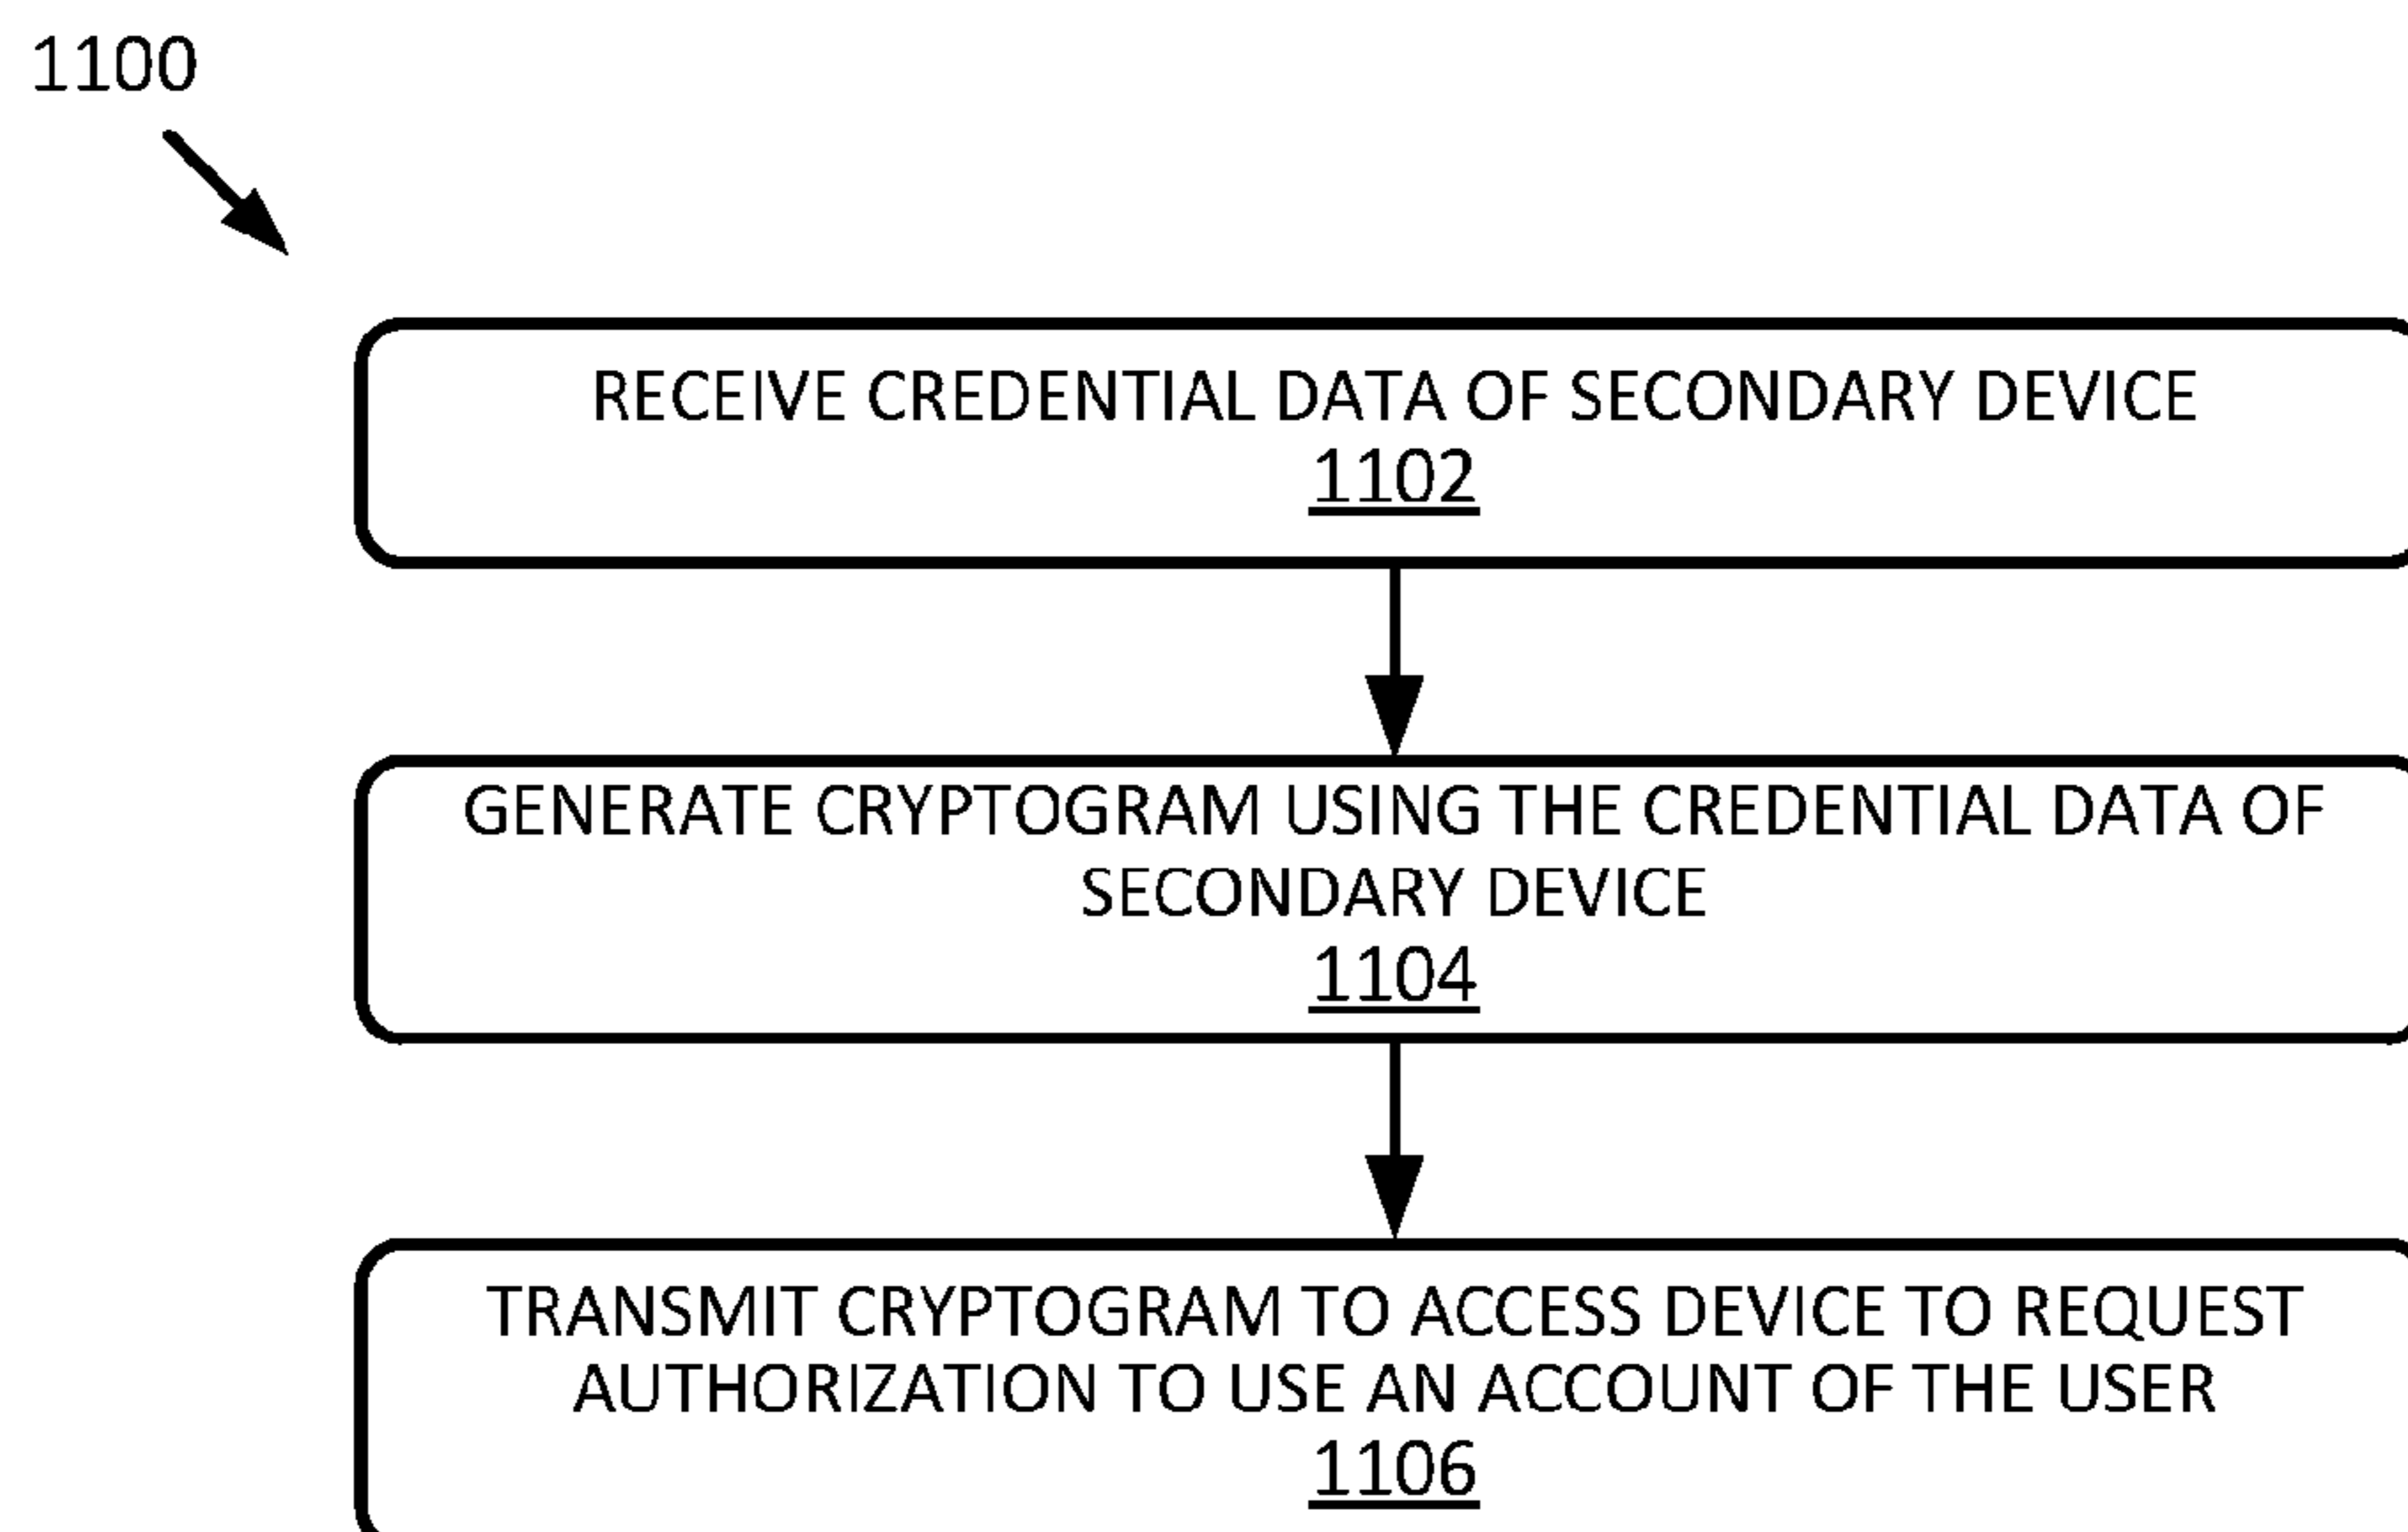 1100
RECEIVE CREDENTIAL DATA OF SECONDARY DEVICE
1102
GENERATE CRYPTOGRAM USING THE CREDENTIAL DATA OF
SECONDARY DEVICE
1104
TRANSMIT CRYPTOGRAM TO ACCESS DEVICE TO REQUEST
AUTHORIZATION TO USE AN ACCOUNT OF THE USER
1106